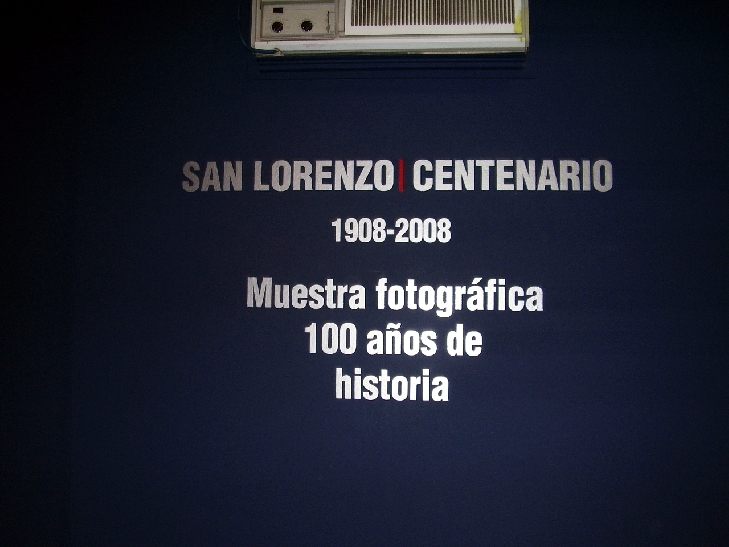 SAN LORENZO | CENTENARIO
1908-2008
Muestra fotográfica
100 años de
historia